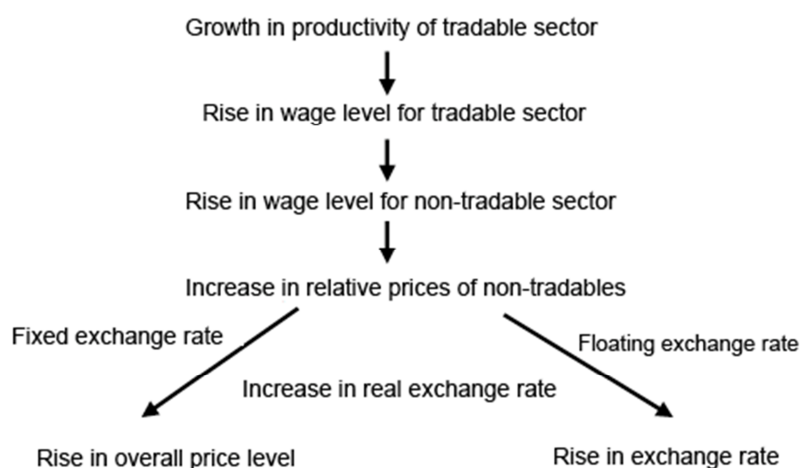 Growth in productivity of tradable sector
Rise in wage level for tradable sector
Rise in wage level for non-tradable sector
Increase in relative prices of non-tradables
Fixed exchange rate
Floating exchange rate
Increase in real exchange rate
Rise in overall price level
Rise in exchange rate